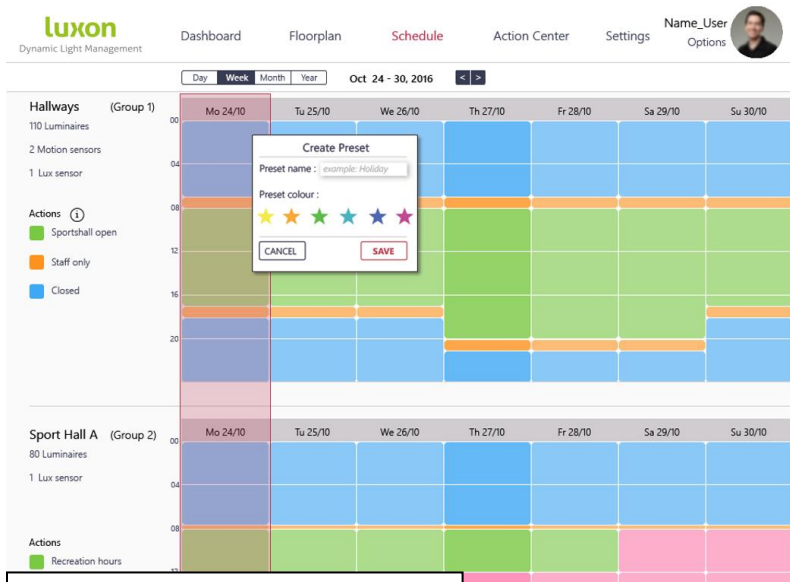 luxon
Dynamic Light Management
Dashboard Floorplan Schedule Action Center Settings
Name_User
Options
Day Week Month Year Oct 24 - 30, 2016 < >
Hallways (Group 1)
110 Luminaires
2 Motion sensors
1 Lux sensor
Actions i
Sportshall open
Staff only
Closed
Mo 24/10 Tu 25/10 We 26/10 Th 27/10 Fr 28/10 Sa 29/10 Su 30/10
00
04
08
12
16
20
Create Preset
Preset name : example: Holiday
Preset colour :
CANCEL SAVE
Sport Hall A (Group 2)
80 Luminaires
1 Lux sensor
Actions
Recreation hours
Mo 24/10 Tu 25/10 We 26/10 Th 27/10 Fr 28/10 Sa 29/10 Su 30/10
00
04
08